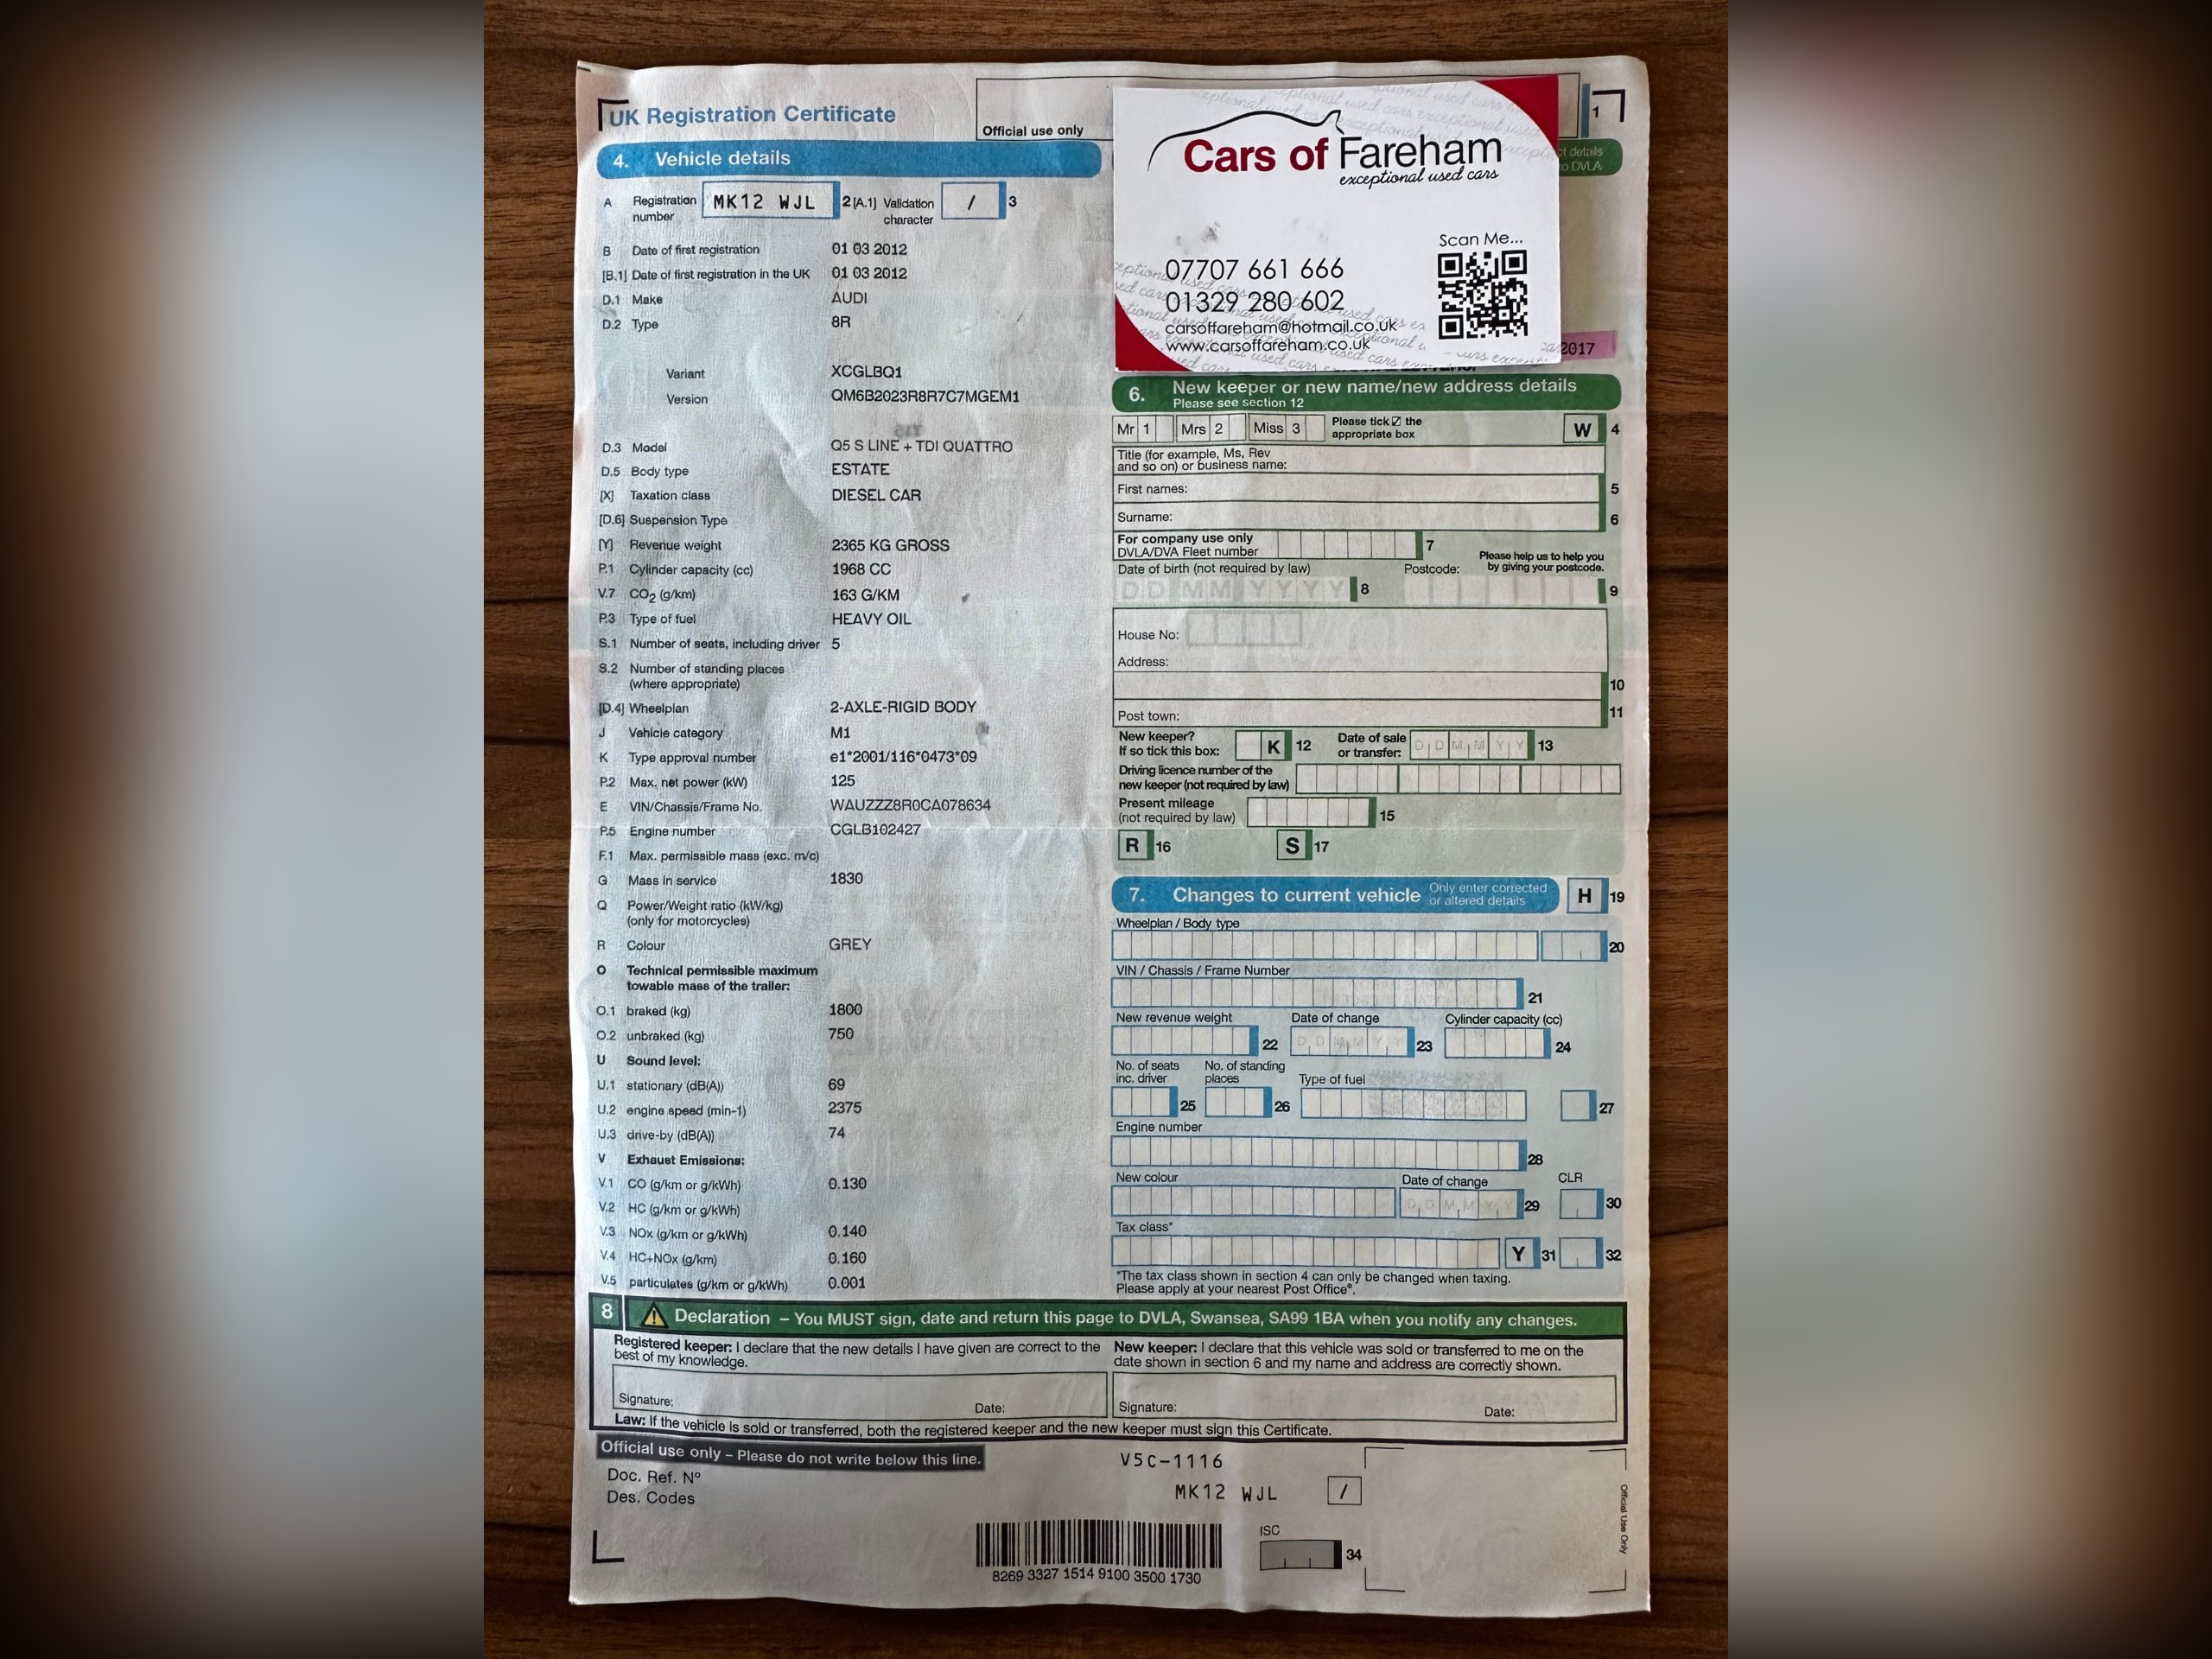 UK Registration Certificate
Official use only
1
4. Vehicle details
A Registration number MK12 WJL 2 [A.1] Validation character / 3
B Date of first registration 01 03 2012
[B.1] Date of first registration in the UK 01 03 2012
D.1 Make AUDI
D.2 Type 8R
Variant XCGLBQ1
Version QM6B2023R8R7C7MGEM1
D.3 Model Q5 S LINE + TDI QUATTRO
D.5 Body type ESTATE
[X] Taxation class DIESEL CAR
[D.6] Suspension Type
[Y] Revenue weight 2365 KG GROSS
P.1 Cylinder capacity (cc) 1968 CC
V.7 CO2 (g/km) 163 G/KM
P.3 Type of fuel HEAVY OIL
S.1 Number of seats, including driver 5
S.2 Number of standing places
(where appropriate)
[D.4] Wheelplan 2-AXLE-RIGID BODY
J Vehicle category M1
K Type approval number e1*2001/116*0473*09
P.2 Max. net power (kW) 125
E VIN/Chassis/Frame No. WAUZZZ8R0CA078634
P.5 Engine number CGLB102427
F.1 Max. permissible mass (exc. m/c)
G Mass in service 1830
Q Power/Weight ratio (kW/kg)
(only for motorcycles)
R Colour GREY
O Technical permissible maximum
towable mass of the trailer:
O.1 braked (kg) 1800
O.2 unbraked (kg) 750
U Sound level:
U.1 stationary (dB(A)) 69
U.2 engine speed (min-1) 2375
U.3 drive-by (dB(A)) 74
V Exhaust Emissions:
V.1 CO (g/km or g/kWh) 0.130
V.2 HC (g/km or g/kWh)
V.3 NOx (g/km or g/kWh) 0.140
V.4 HC+NOx (g/km) 0.160
V.5 particulates (g/km or g/kWh) 0.001
Cars of Fareham
exceptional used cars
Scan Me...
07707 661 666
01329 280 602
carsoffareham@hotmail.co.uk
www.carsoffareham.co.uk
details
DVLA
2017
6. New keeper or new name/new address details
Please see section 12
Mr 1 Mrs 2 Miss 3 Please tick ☑ the appropriate box W 4
Title (for example, Ms, Rev
and so on) or business name:
First names: 5
Surname: 6
For company use only
DVLA/DVA Fleet number 7
Please help us to help you
by giving your postcode.
Date of birth (not required by law) Postcode:
DD MM YYYY 8 9
House No:
Address:
10
Post town: 11
New keeper?
If so tick this box: K 12 Date of sale or transfer: D D M M Y Y 13
Driving licence number of the
new keeper (not required by law)
Present mileage
(not required by law) 15
R 16 S 17
7. Changes to current vehicle Only enter corrected or altered details H 19
Wheelplan / Body type
20
VIN / Chassis / Frame Number
21
New revenue weight Date of change Cylinder capacity (cc)
22 D D M M Y Y 23 24
No. of seats inc. driver No. of standing places Type of fuel
25 26 27
Engine number
28
New colour Date of change CLR
D D M M Y Y 29 30
Tax class*
Y 31 32
*The tax class shown in section 4 can only be changed when taxing.
Please apply at your nearest Post Office®.
8 Declaration – You MUST sign, date and return this page to DVLA, Swansea, SA99 1BA when you notify any changes.
Registered keeper: I declare that the new details I have given are correct to the
best of my knowledge.
Signature: Date:
New keeper: I declare that this vehicle was sold or transferred to me on the
date shown in section 6 and my name and address are correctly shown.
Signature: Date:
Law: If the vehicle is sold or transferred, both the registered keeper and the new keeper must sign this Certificate.
Official use only – Please do not write below this line.
Doc. Ref. Nº
Des. Codes
V5C-1116
MK12 WJL /
8269 3327 1514 9100 3500 1730
ISC
34
Official Use Only